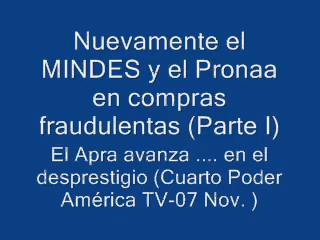 Nuevamente el
MINDES y el Pronaa
en compras
fraudulentas (Parte I)
El Apra avanza .... en el
desprestigio (Cuarto Poder
América TV-07 Nov. )